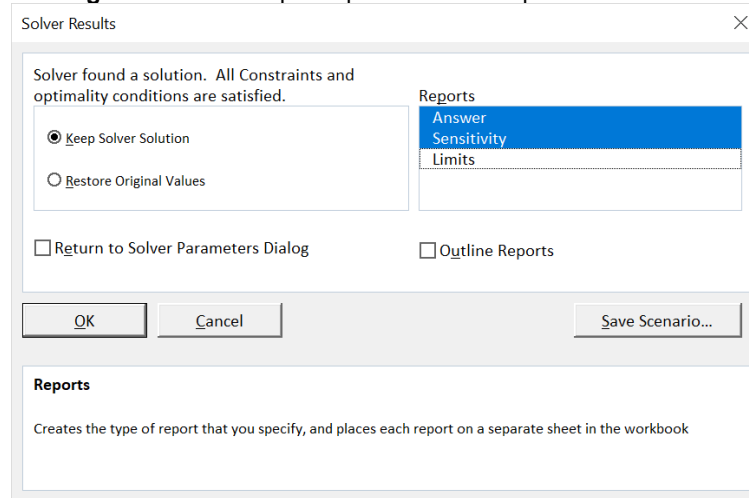 Solver Results
Solver found a solution. All Constraints and
optimality conditions are satisfied.
Reports
Answer
Sensitivity
Limits
Keep Solver Solution
Restore Original Values
Return to Solver Parameters Dialog
Outline Reports
OK
Cancel
Save Scenario...
Reports
Creates the type of report that you specify, and places each report on a separate sheet in the workbook